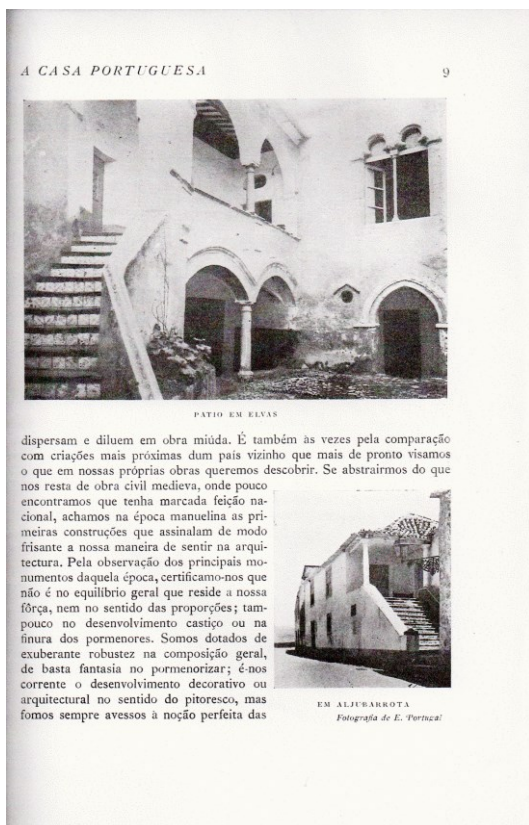 A CASA PORTUGUESA 9
PATIO EM ELVAS
dispersam e diluem em obra miúda. É também às vezes pela comparação
com criações mais próximas dum país vizinho que mais de pronto visamos
o que em nossas próprias obras queremos descobrir. Se abstrairmos do que
nos resta de obra civil medieva, onde pouco
encontramos que tenha marcada feição na-
cional, achamos na época manuelina as pri-
meiras construções que assinalam de modo
frisante a nossa maneira de sentir na arqui-
tectura. Pela observação dos principais mo-
numentos daquela época, certificamo-nos que
não é no equilíbrio geral que reside a nossa
fôrça, nem no sentido das proporções; tam-
pouco no desenvolvimento castiço ou na
finura dos pormenores. Somos dotados de
exuberante robustez na composição geral,
de basta fantasia no pormenorizar; é-nos
corrente o desenvolvimento decorativo ou
arquitectural no sentido do pitoresco, mas
fomos sempre avessos à noção perfeita das
EM ALJUBARROTA
Fotografia de E. Portugal